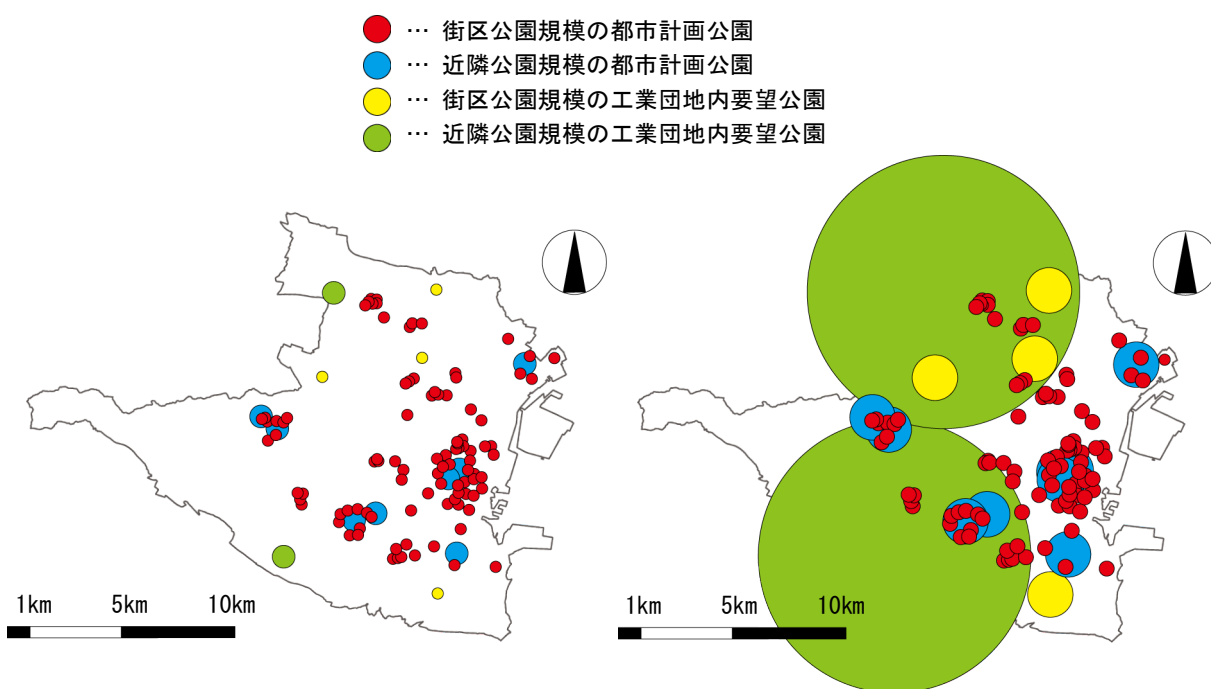 … 街区公園規模の都市計画公園
… 近隣公園規模の都市計画公園
… 街区公園規模の工業団地内要望公園
… 近隣公園規模の工業団地内要望公園
1km 5km 10km
1km 5km 10km